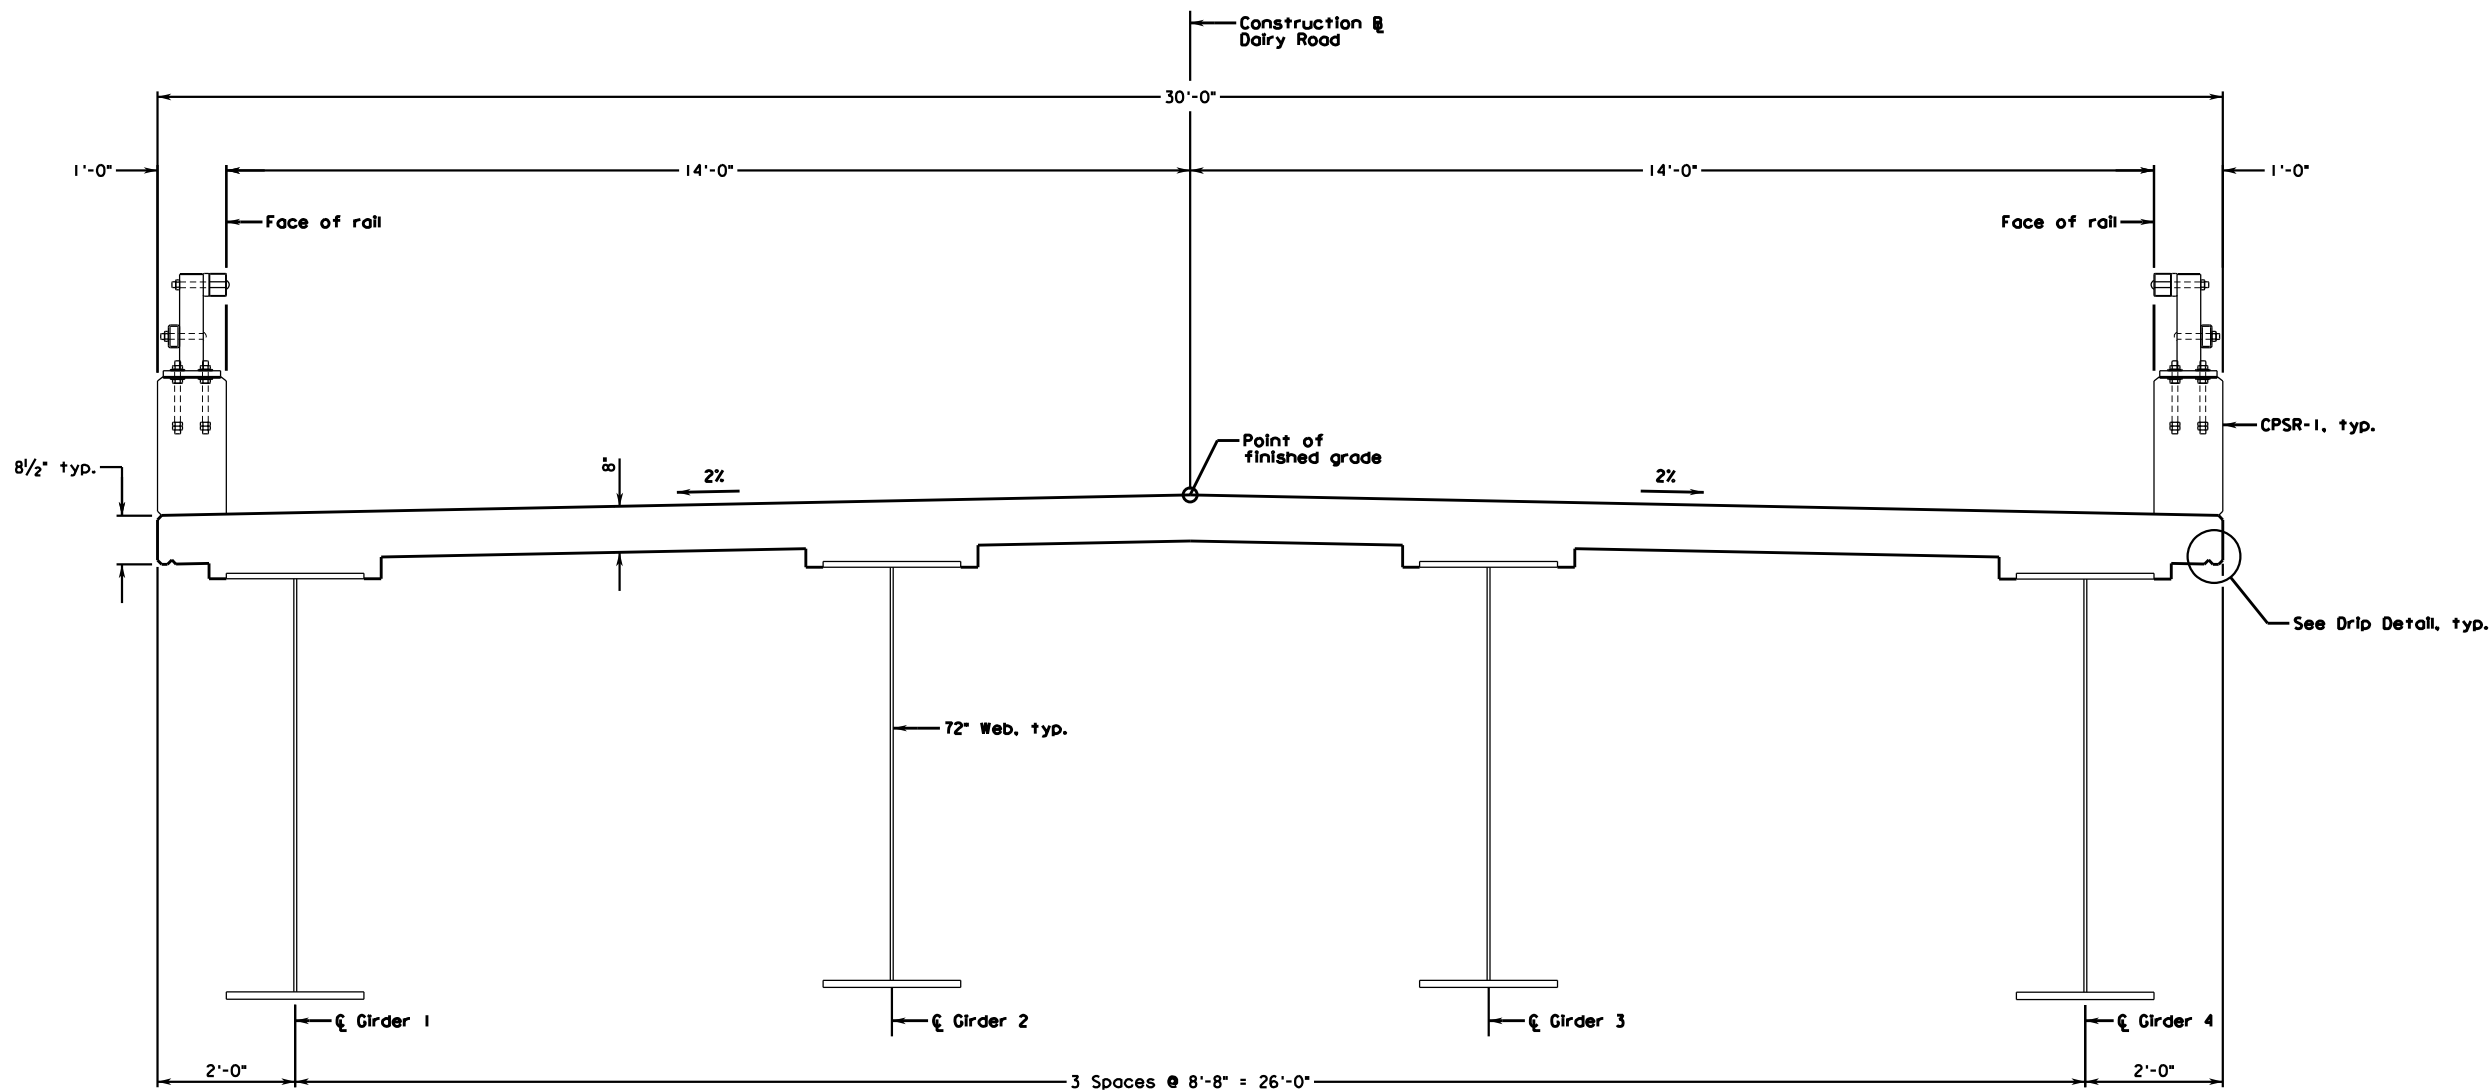 Construction ⅊
Dairy Road
30'-0"
1'-0"
14'-0"
14'-0"
1'-0"
Face of rail
Face of rail
CPSR-1, typ.
Point of
finished grade
8½" typ.
8"
2%
2%
See Drip Detail, typ.
72" Web, typ.
℄ Girder 1
℄ Girder 2
℄ Girder 3
℄ Girder 4
2'-0"
3 Spaces @ 8'-8" = 26'-0"
2'-0"